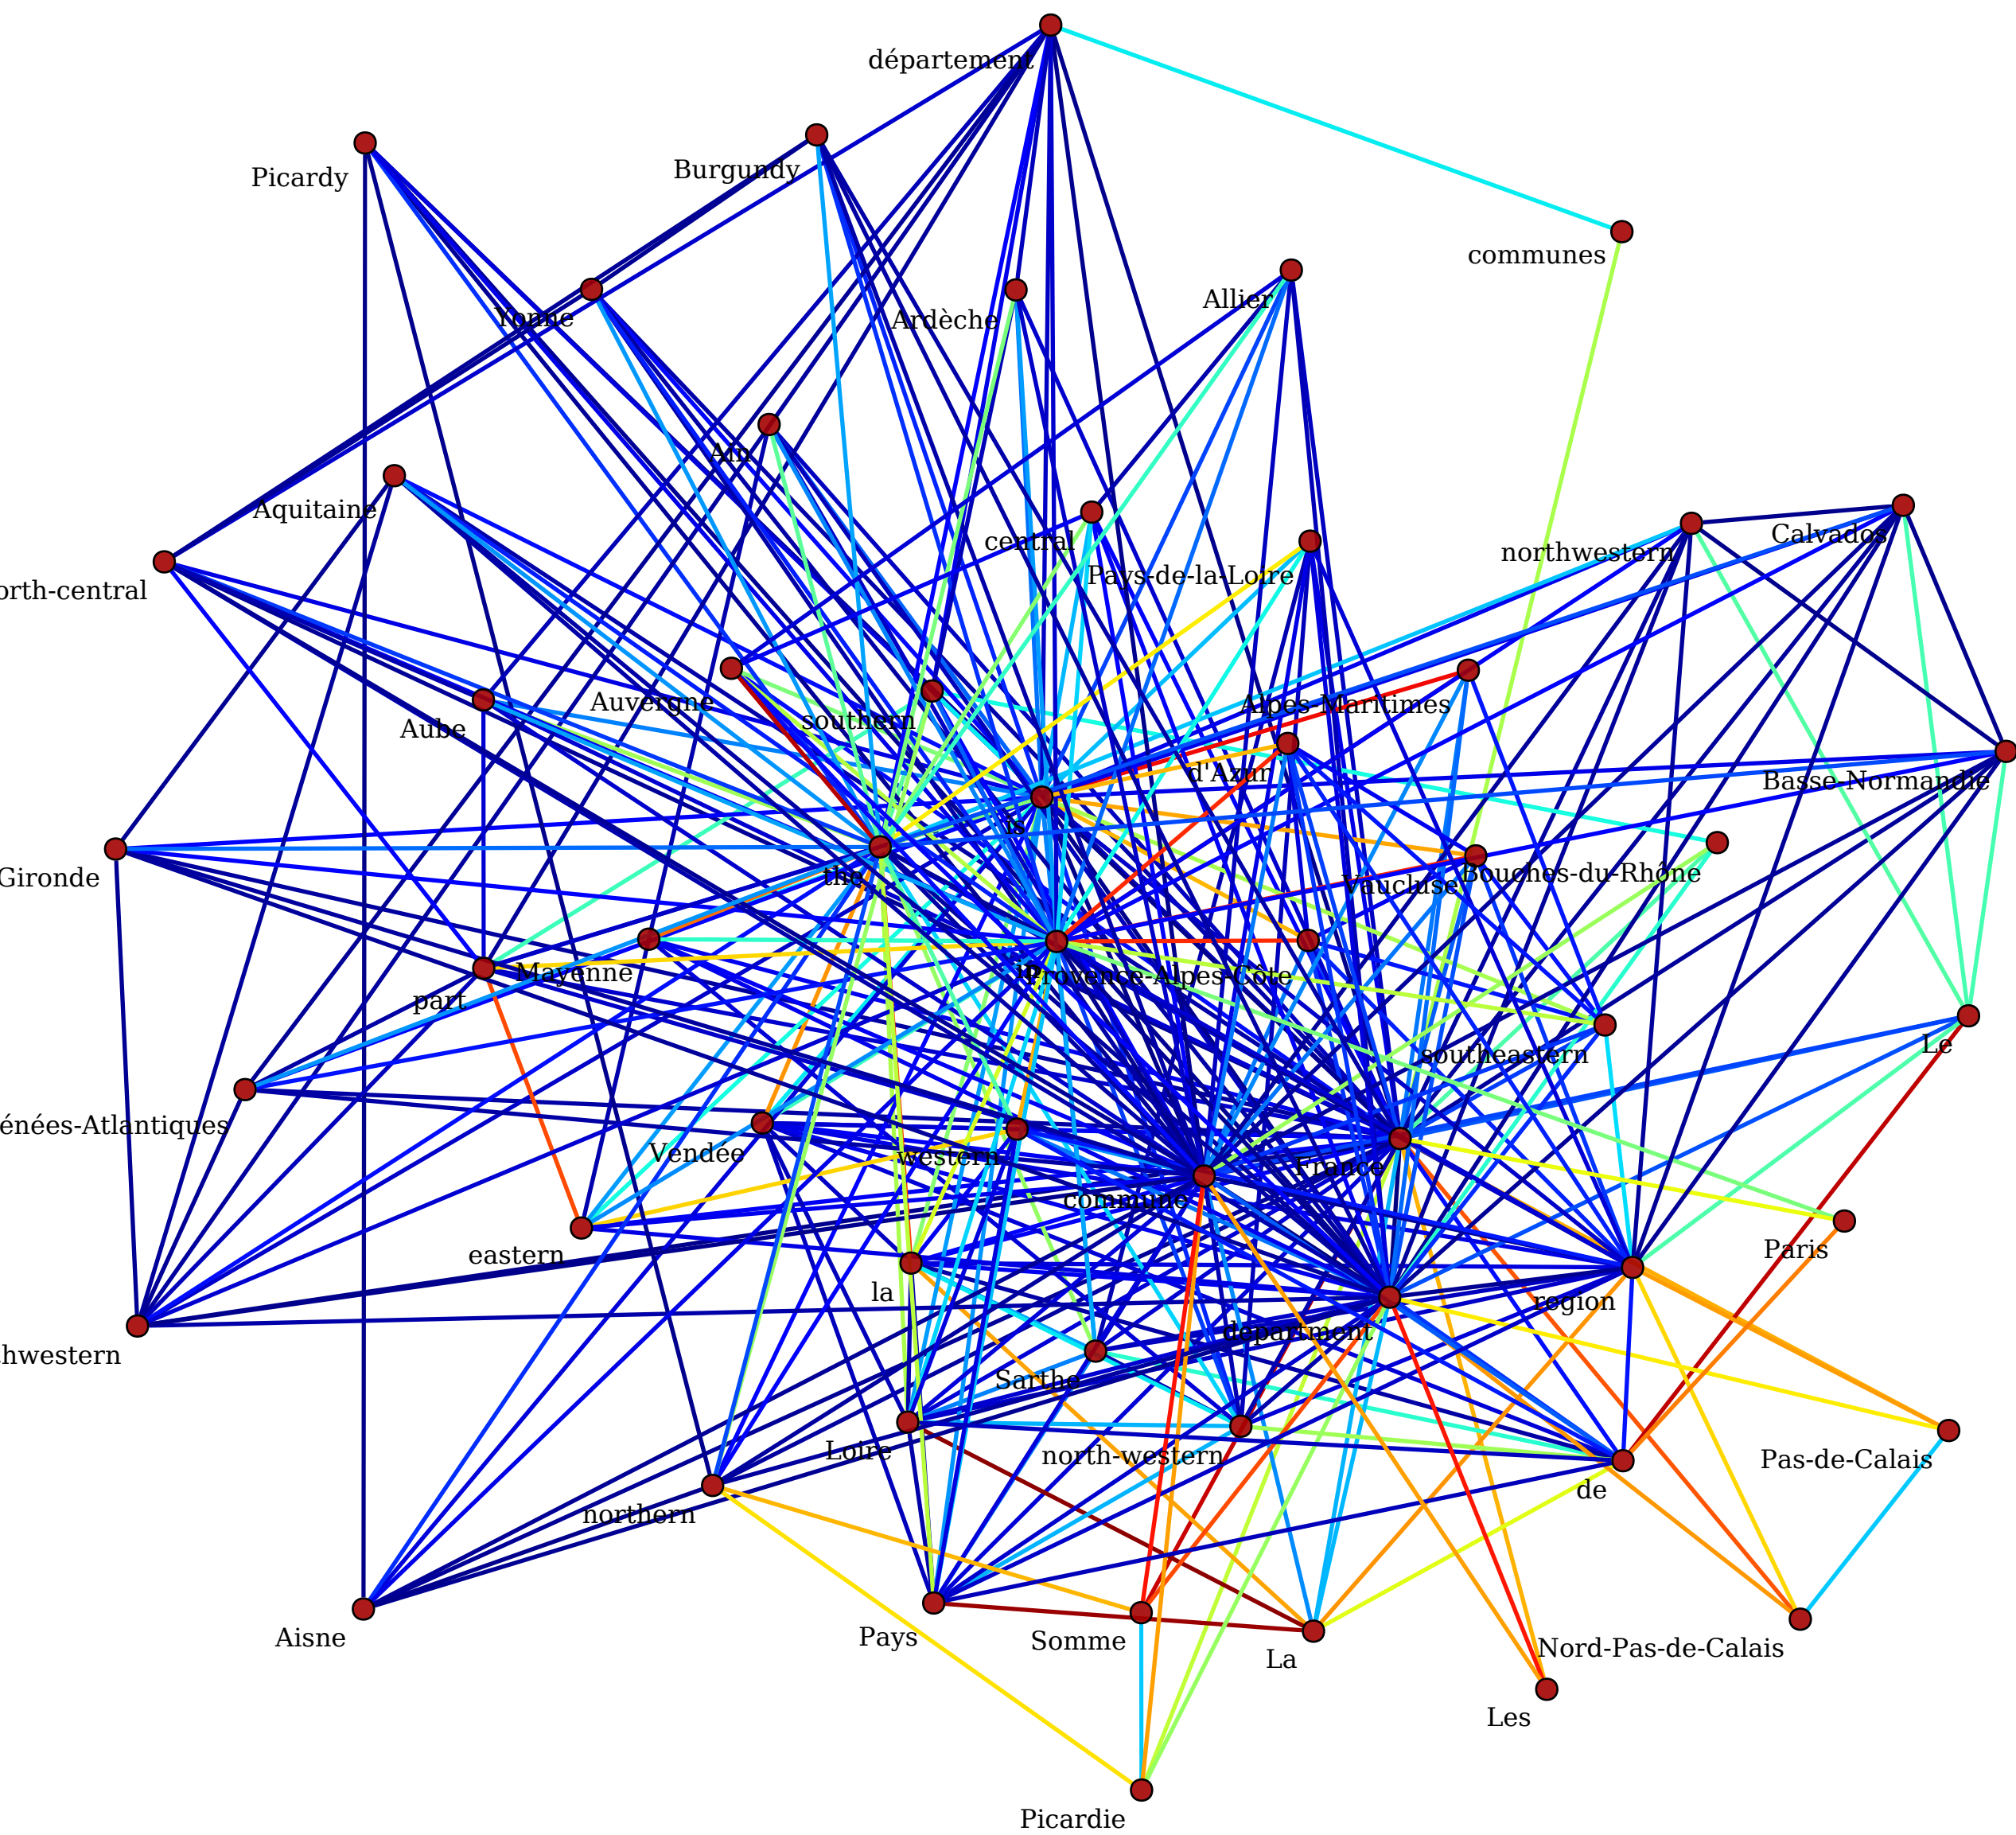 département
Burgundy
Picardy
communes
Allier
Yonne
Ardèche
Ain
Aquitaine
Calvados
central
northwestern
Pays-de-la-Loire
orth-central
Auvergne
Alpes-Maritimes
southern
Aube
d'Azur
Basse-Normandie
is
Bouches-du-Rhône
the
Vaucluse
Gironde
Mayenne
in
Provence-Alpes-Côte
part
Le
southeastern
énées-Atlantiques
Vendée
western
France
commune
Paris
eastern
la
region
department
hwestern
Sarthe
Loire
north-western
Pas-de-Calais
de
northern
Aisne
Pays
Somme
Nord-Pas-de-Calais
La
Les
Picardie